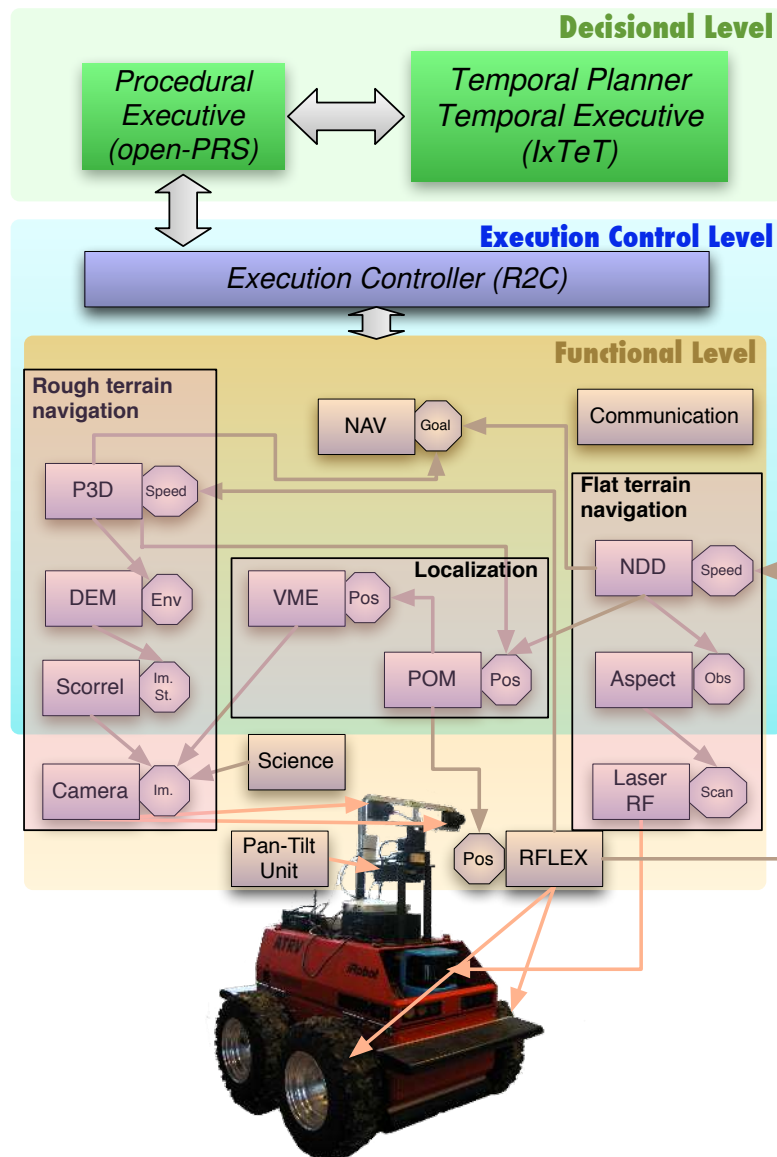 Decisional Level
Procedural
Executive
(open-PRS)
Temporal Planner
Temporal Executive
(IxTeT)
Execution Control Level
Execution Controller (R2C)
Functional Level
Rough terrain
navigation
NAV
Goal
Communication
P3D
Speed
Flat terrain
navigation
Localization
NDD
Speed
DEM
Env
VME
Pos
Scorrel
Im.
St.
POM
Pos
Aspect
Obs
Science
Camera
Im.
Laser
RF
Scan
Pan-Tilt
Unit
Pos
RFLEX
ATRV
iRobot